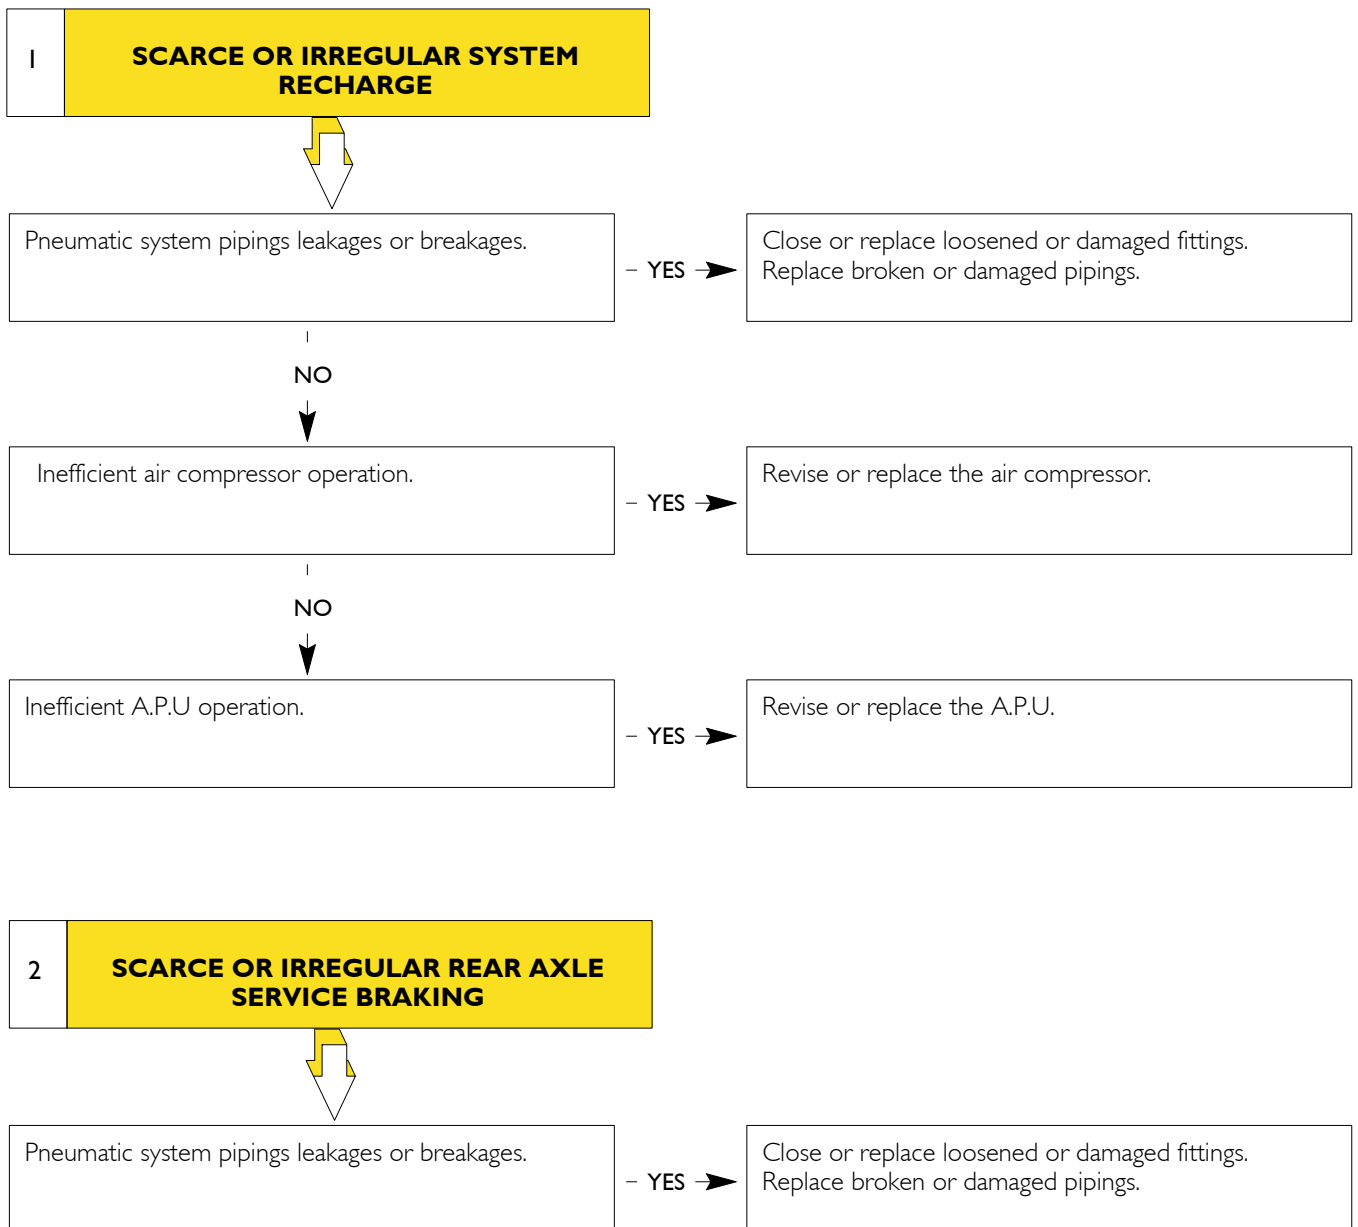 1
SCARCE OR IRREGULAR SYSTEM
RECHARGE
Pneumatic system pipings leakages or breakages.
– YES
Close or replace loosened or damaged fittings.
Replace broken or damaged pipings.
NO
Inefficient air compressor operation.
– YES
Revise or replace the air compressor.
NO
Inefficient A.P.U operation.
– YES
Revise or replace the A.P.U.
2
SCARCE OR IRREGULAR REAR AXLE
SERVICE BRAKING
Pneumatic system pipings leakages or breakages.
– YES
Close or replace loosened or damaged fittings.
Replace broken or damaged pipings.